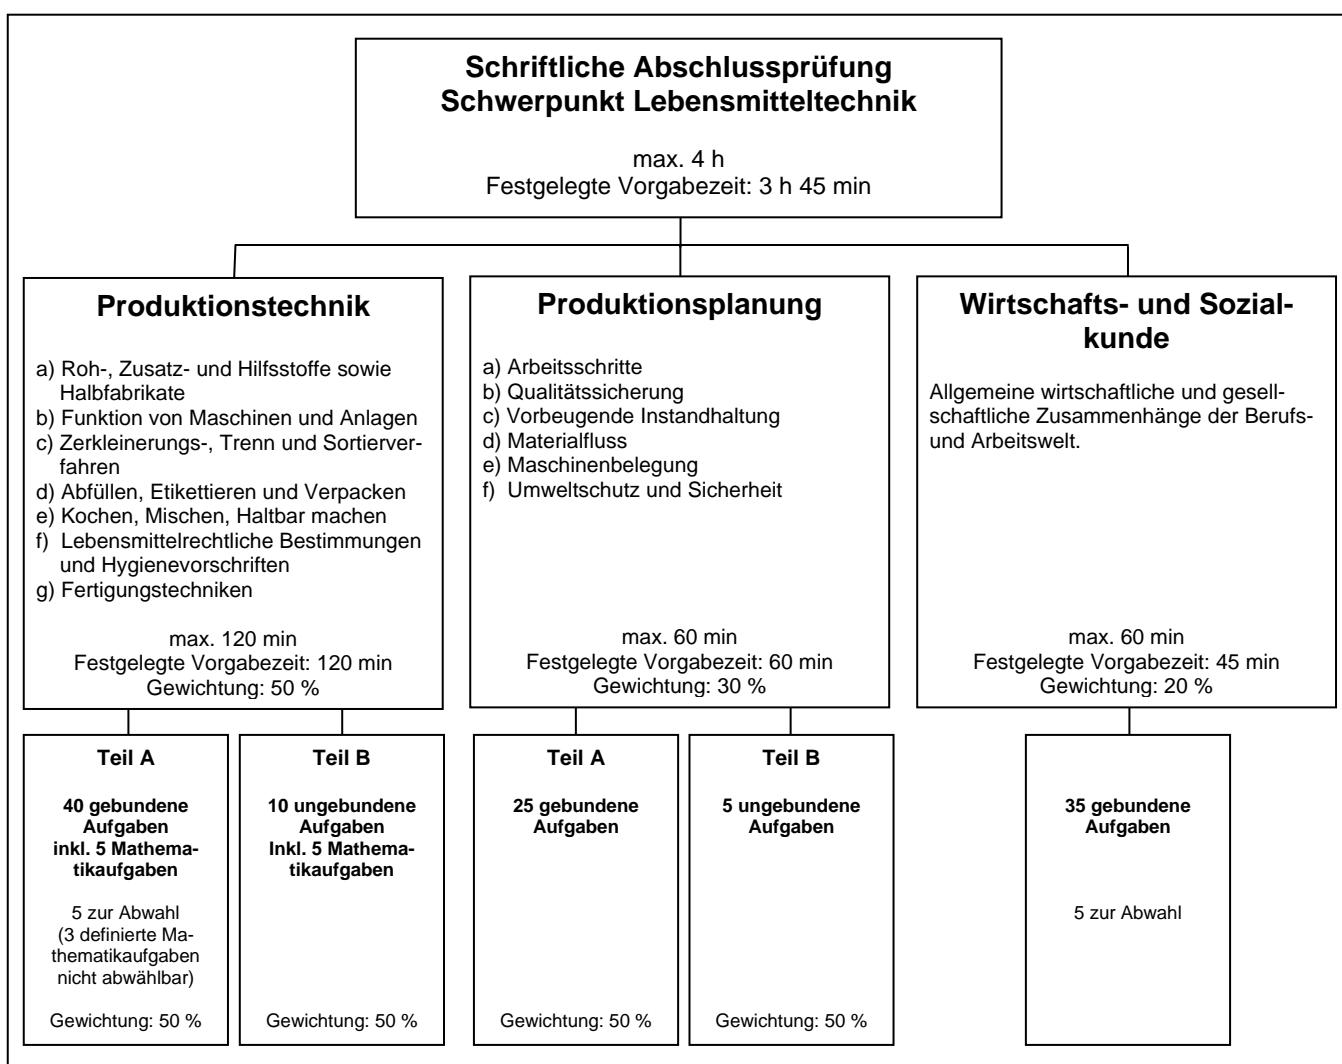 Schriftliche Abschlussprüfung
Schwerpunkt Lebensmitteltechnik
max. 4 h
Festgelegte Vorgabezeit: 3 h 45 min
Produktionstechnik
a) Roh-, Zusatz- und Hilfsstoffe sowie
Halbfabrikate
b) Funktion von Maschinen und Anlagen
c) Zerkleinerungs-, Trenn und Sortierver-
fahren
d) Abfüllen, Etikettieren und Verpacken
e) Kochen, Mischen, Haltbar machen
f) Lebensmittelrechtliche Bestimmungen
und Hygienevorschriften
g) Fertigungstechniken
max. 120 min
Festgelegte Vorgabezeit: 120 min
Gewichtung: 50 %
Produktionsplanung
a) Arbeitsschritte
b) Qualitätssicherung
c) Vorbeugende Instandhaltung
d) Materialfluss
e) Maschinenbelegung
f) Umweltschutz und Sicherheit
max. 60 min
Festgelegte Vorgabezeit: 60 min
Gewichtung: 30 %
Wirtschafts- und Sozial-
kunde
Allgemeine wirtschaftliche und gesell-
schaftliche Zusammenhänge der Berufs-
und Arbeitswelt.
max. 60 min
Festgelegte Vorgabezeit: 45 min
Gewichtung: 20 %
Teil A
40 gebundene
Aufgaben
inkl. 5 Mathema-
tikaufgaben
5 zur Abwahl
(3 definierte Ma-
thematikaufgaben
nicht abwählbar)
Gewichtung: 50 %
Teil B
10 ungebundene
Aufgaben
Inkl. 5 Mathema-
tikaufgaben
Gewichtung: 50 %
Teil A
25 gebundene
Aufgaben
Gewichtung: 50 %
Teil B
5 ungebundene
Aufgaben
Gewichtung: 50 %
35 gebundene
Aufgaben
5 zur Abwahl